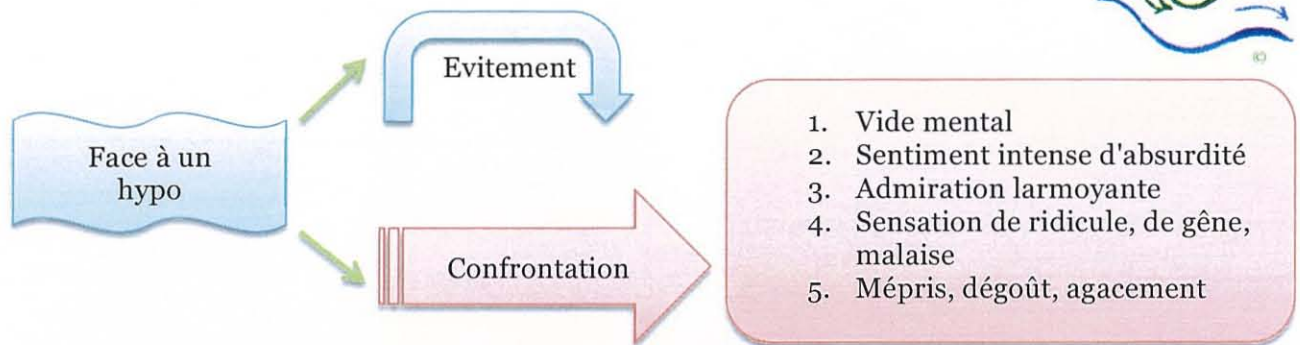 Evitement
Face à un
hypo
Confrontation
1. Vide mental
2. Sentiment intense d'absurdité
3. Admiration larmoyante
4. Sensation de ridicule, de gêne,
malaise
5. Mépris, dégoût, agacement
©